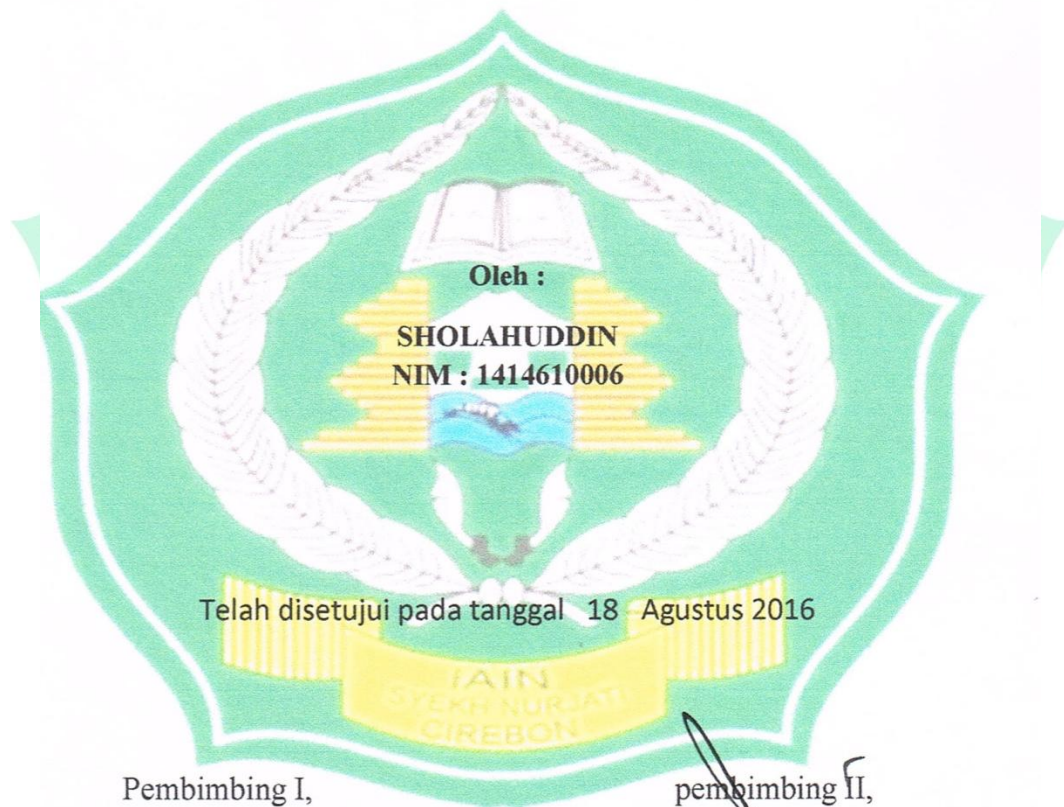 Oleh :
SHOLAHUDDIN
NIM : 1414610006
Telah disetujui pada tanggal 18 Agustus 2016
IAIN
SYEKH NURJATI
CIREBON
Pembimbing I, pembimbing II,